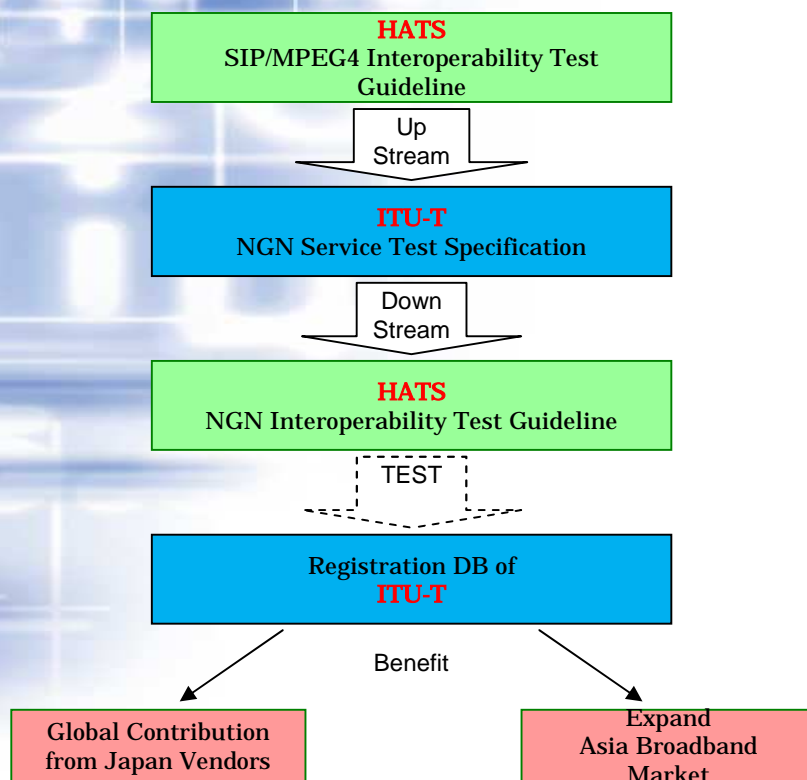 HATS
SIP/MPEG4 Interoperability Test
Guideline
Up
Stream
ITU-T
NGN Service Test Specification
Down
Stream
HATS
NGN Interoperability Test Guideline
TEST
Registration DB of
ITU-T
Benefit
Global Contribution
from Japan Vendors
Expand
Asia Broadband
Market